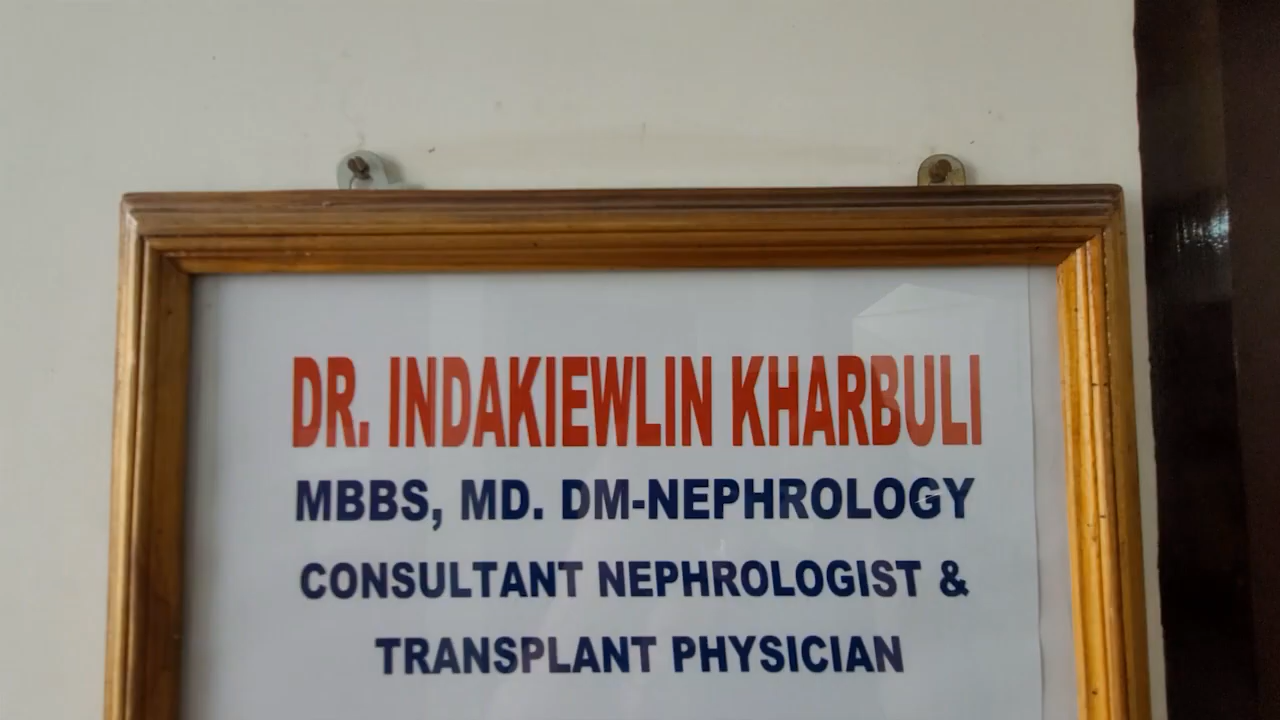 DR. INDAKIEWLIN KHARBULI
MBBS, MD. DM-NEPHROLOGY
CONSULTANT NEPHROLOGIST &
TRANSPLANT PHYSICIAN